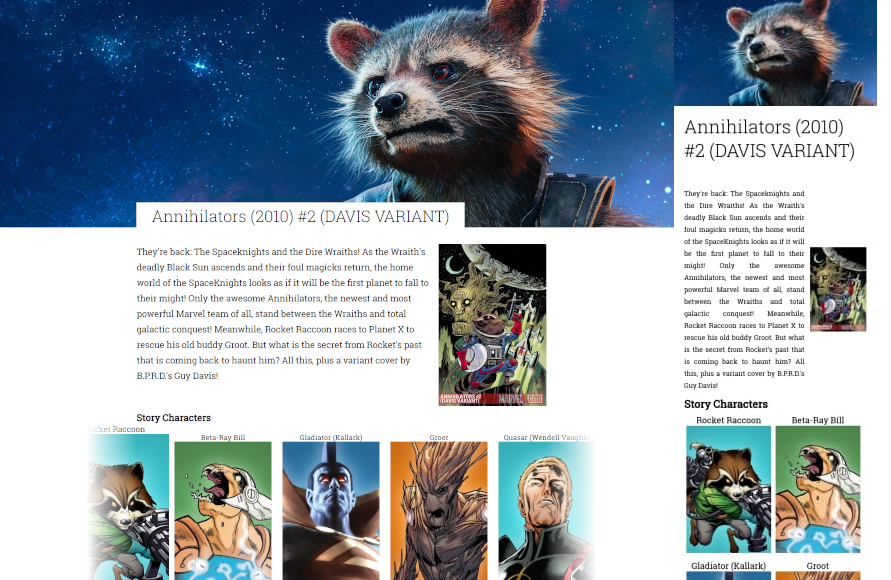 Annihilators (2010) #2 (DAVIS VARIANT)
They're back: The Spaceknights and the Dire Wraiths! As the Wraith's
deadly Black Sun ascends and their foul magicks return, the home
world of the SpaceKnights looks as if it will be the first planet to fall to
their might! Only the awesome Annihilators, the newest and most
powerful Marvel team of all, stand between the Wraiths and total
galactic conquest! Meanwhile, Rocket Raccoon races to Planet X to
rescue his old buddy Groot. But what is the secret from Rocket's past
that is coming back to haunt him? All this, plus a variant cover by
B.P.R.D.'s Guy Davis!
ANNIHILATORS #2
(DAVIS VARIANT)
MARVEL
Story Characters
ocket Raccoon
Beta-Ray Bill
Gladiator (Kallark)
Groot
Quasar (Wendell Vaughn)
Annihilators (2010)
#2 (DAVIS VARIANT)
They're back: The Spaceknights and
the Dire Wraiths! As the Wraith's
deadly Black Sun ascends and their
foul magicks return, the home world
of the SpaceKnights looks as if it will
be the first planet to fall to their
might! Only the awesome
Annihilators, the newest and most
powerful Marvel team of all, stand
between the Wraiths and total
galactic conquest! Meanwhile,
Rocket Raccoon races to Planet X to
rescue his old buddy Groot. But what
is the secret from Rocket's past that
is coming back to haunt him? All
this, plus a variant cover by
B.P.R.D.'s Guy Davis!
Story Characters
Rocket Raccoon
Beta-Ray Bill
Gladiator (Kallark)
Groot